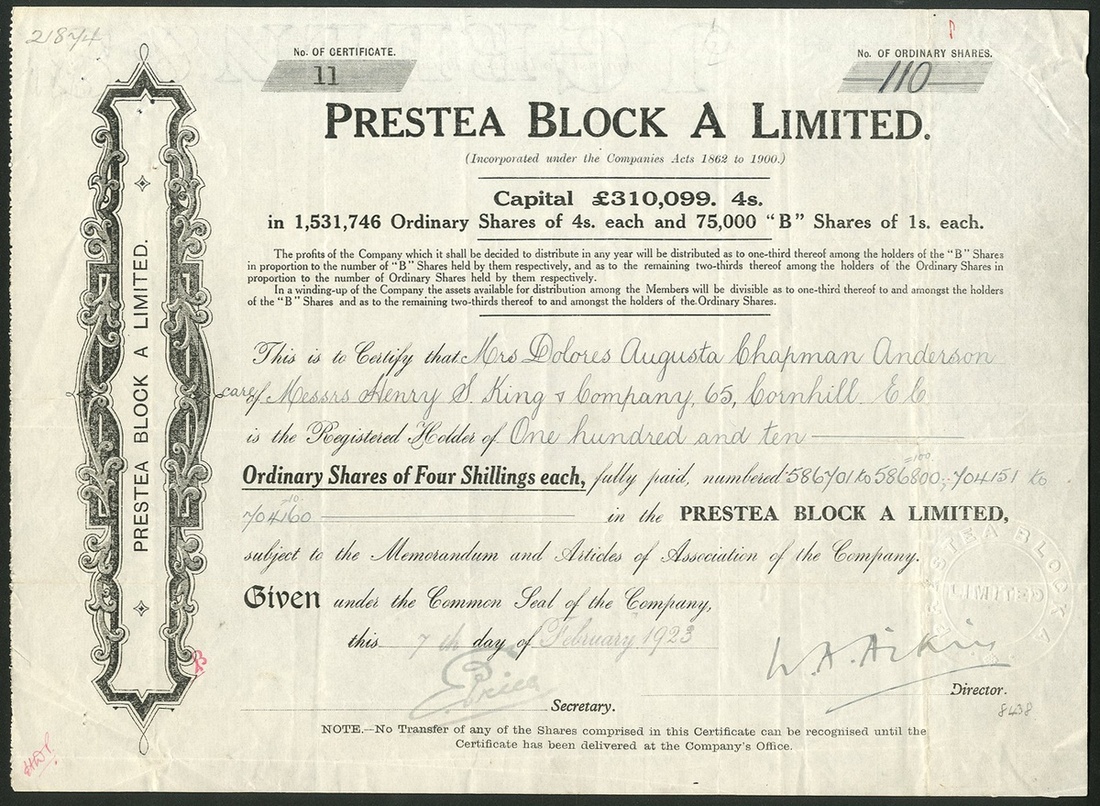 218
No. OF CERTIFICATE.
11
No. OF ORDINARY SHARES.
110
PRESTEA BLOCK A LIMITED.
(Incorporated under the Companies Acts 1862 to 1900.)
Capital £310,099. 4s.
in 1,531,746 Ordinary Shares of 4s. each and 75,000 "B" Shares of 1s. each.
The profits of the Company which it shall be decided to distribute in any year will be distributed as to one-third thereof among the holders of the "B" Shares
in proportion to the number of "B" Shares held by them respectively, and as to the remaining two-thirds thereof among the holders of the Ordinary Shares in
proportion to the number of Ordinary Shares held by them respectively.
In a winding-up of the Company the assets available for distribution among the Members will be divisible as to one-third thereof to and amongst the holders
of the "B" Shares and as to the remaining two-thirds thereof to and amongst the holders of the Ordinary Shares.
PRESTEA BLOCK A LIMITED.
This is to Certify that Mrs Dolores Augusta Chapman Anderson
care of Messrs Henry S. King & Company, 65, Cornhill. E C
is the Registered Holder of One hundred and ten
=100
Ordinary Shares of Four Shillings each, fully paid, numbered 586701 to 586800; 704151 to
=10
704160 in the PRESTEA BLOCK A LIMITED,
subject to the Memorandum and Articles of Association of the Company.
PRESTEA BLOCK A
LIMITED
Given under the Common Seal of the Company,
this 7th day of February 1923
B
E Price
W. A. Aikins
Secretary.
Director.
8438
NOTE.—No Transfer of any of the Shares comprised in this Certificate can be recognised until the
Certificate has been delivered at the Company's Office.